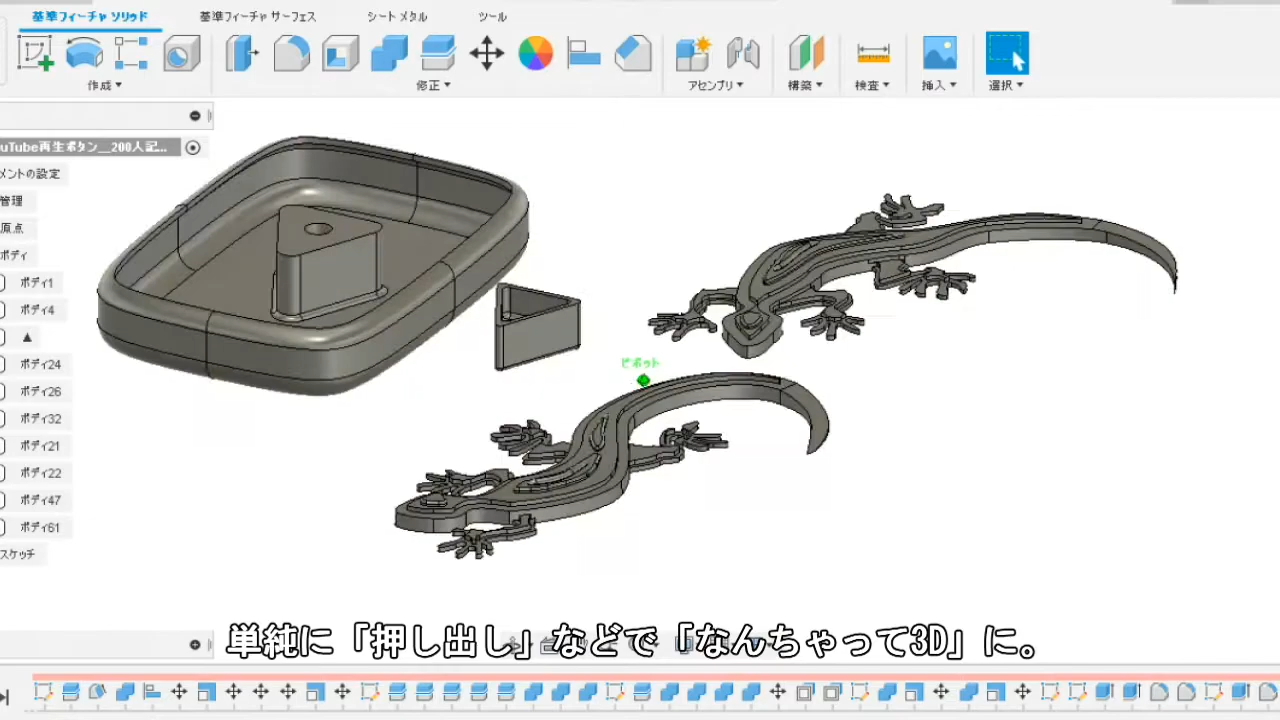 基準フィーチャ ソリッド 基準フィーチャ サーフェス シート メタル ツール
作成▼ 修正▼ アセンブリ▼ 構築▼ 検査▼ 挿入▼ 選択▼
uTube再生ボタン__200人記...
メントの設定
管理
原点
ボディ
ボディ1
ボディ4
▲
ボディ24
ボディ26
ボディ32
ボディ21
ボディ22
ボディ47
ボディ61
スケッチ
ピボット
単純に「押し出し」などで「なんちゃって3D」に。